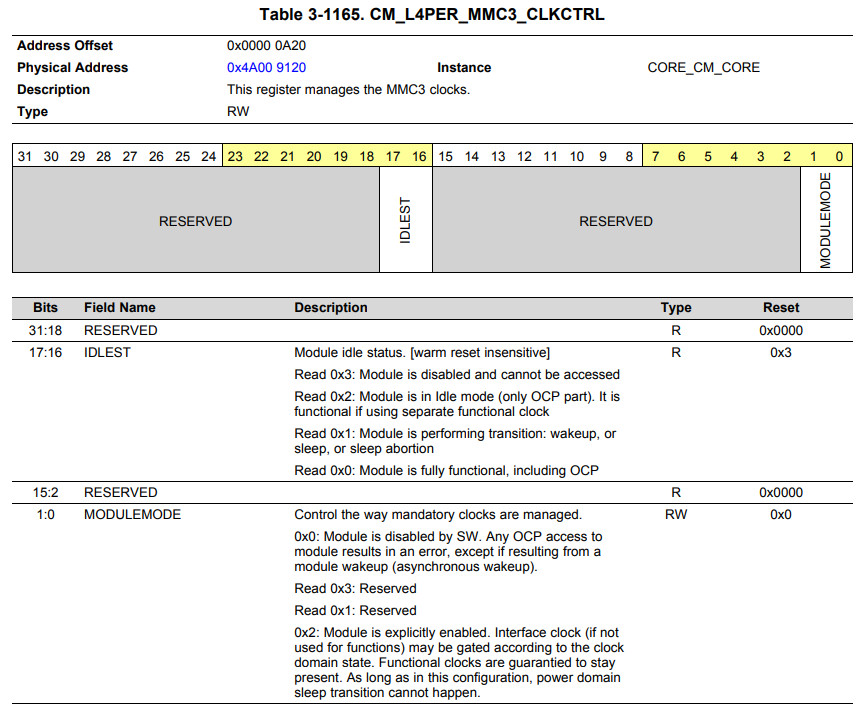 Table 3-1165. CM_L4PER_MMC3_CLKCTRL
Address Offset 0x0000 0A20
Physical Address 0x4A00 9120 Instance CORE_CM_CORE
Description This register manages the MMC3 clocks.
Type RW
31 30 29 28 27 26 25 24 23 22 21 20 19 18 17 16 15 14 13 12 11 10 9 8 7 6 5 4 3 2 1 0
RESERVED IDLEST RESERVED MODULEMODE
Bits Field Name Description Type Reset
31:18 RESERVED R 0x0000
17:16 IDLEST Module idle status. [warm reset insensitive] R 0x3
Read 0x3: Module is disabled and cannot be accessed
Read 0x2: Module is in Idle mode (only OCP part). It is
functional if using separate functional clock
Read 0x1: Module is performing transition: wakeup, or
sleep, or sleep abortion
Read 0x0: Module is fully functional, including OCP
15:2 RESERVED R 0x0000
1:0 MODULEMODE Control the way mandatory clocks are managed. RW 0x0
0x0: Module is disabled by SW. Any OCP access to
module results in an error, except if resulting from a
module wakeup (asynchronous wakeup).
Read 0x3: Reserved
Read 0x1: Reserved
0x2: Module is explicitly enabled. Interface clock (if not
used for functions) may be gated according to the clock
domain state. Functional clocks are guarantied to stay
present. As long as in this configuration, power domain
sleep transition cannot happen.